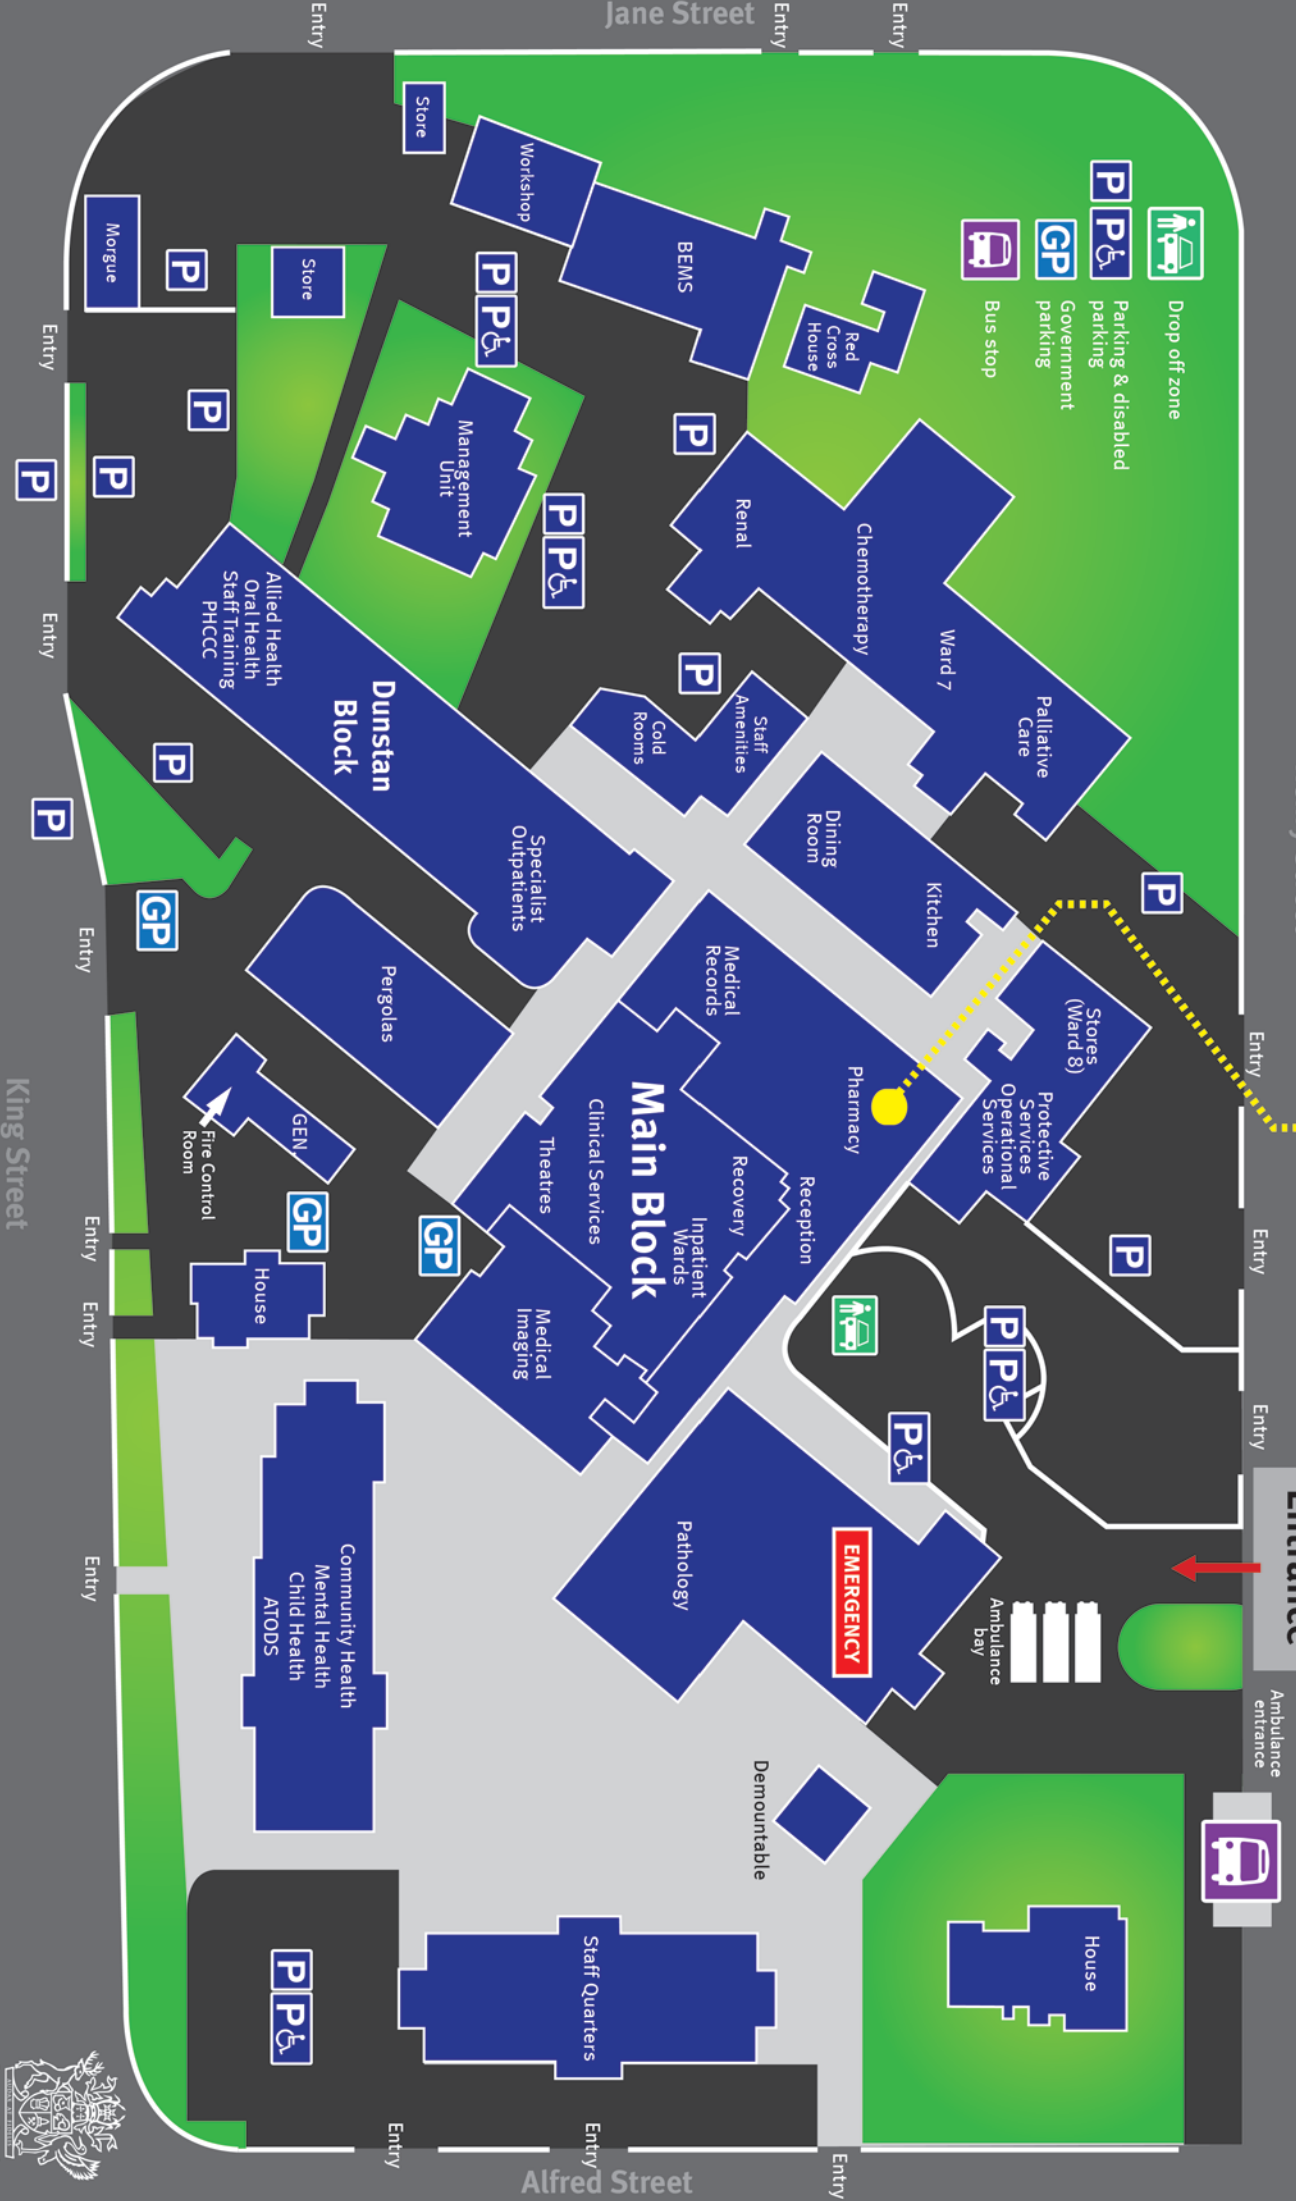 Jane Street
Entry
Entry
Entry
Store
Workshop
BEMS
Red
Cross
House
Drop off zone
P
P
Parking & disabled
parking
GP
Government
parking
Bus stop
Morgue
P
Store
P
P
Management
Unit
P
P
P
Entry
P
P
P
Entry
P
Renal
Chemotherapy
Ward 7
Palliative
Care
P
Staff
Amenities
Cold
Rooms
Allied Health
Oral Health
Staff Training
PHCCC
Dunstan
Block
Specialist
Outpatients
P
P
GP
Entry
Dining
Room
Kitchen
P
Pergolas
Medical
Records
Pharmacy
Stores
(Ward 8)
Protective
Services
Operational
Services
Entry
King Street
GEN
Fire Control
Room
Main Block
Clinical Services
Theatres
Recovery
Reception
Inpatient
Wards
Medical
Imaging
GP
GP
Entry
Entry
House
P
Entry
P
P
P
Entry
Pathology
EMERGENCY
Ambulance
bay
Entrance
Ambulance
entrance
Community Health
Mental Health
Child Health
ATODS
Entry
Demountable
House
Staff Quarters
P
P
Entry
Entry
Entry
Alfred Street